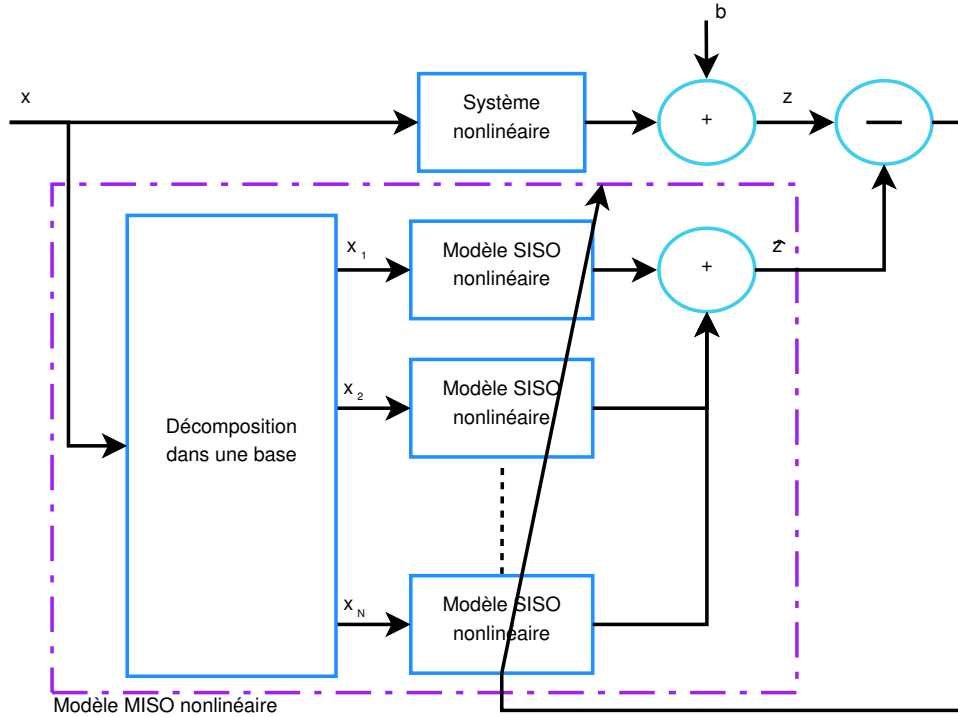 b
x
Système
nonlinéaire
+
z
—
x 1
Modèle SISO
nonlinéaire
+
ẑ
x 2
Modèle SISO
nonlinéaire
Décomposition
dans une base
x N
Modèle SISO
nonlinéaire
Modèle MISO nonlinéaire